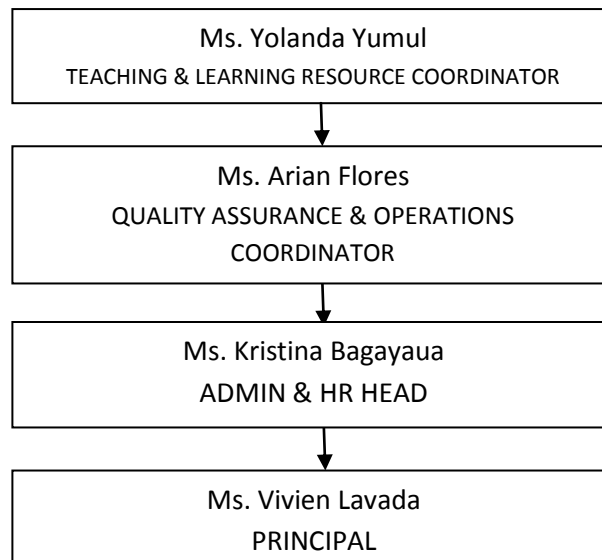 Ms. Yolanda Yumul
TEACHING & LEARNING RESOURCE COORDINATOR
Ms. Arian Flores
QUALITY ASSURANCE & OPERATIONS
COORDINATOR
Ms. Kristina Bagayaua
ADMIN & HR HEAD
Ms. Vivien Lavada
PRINCIPAL